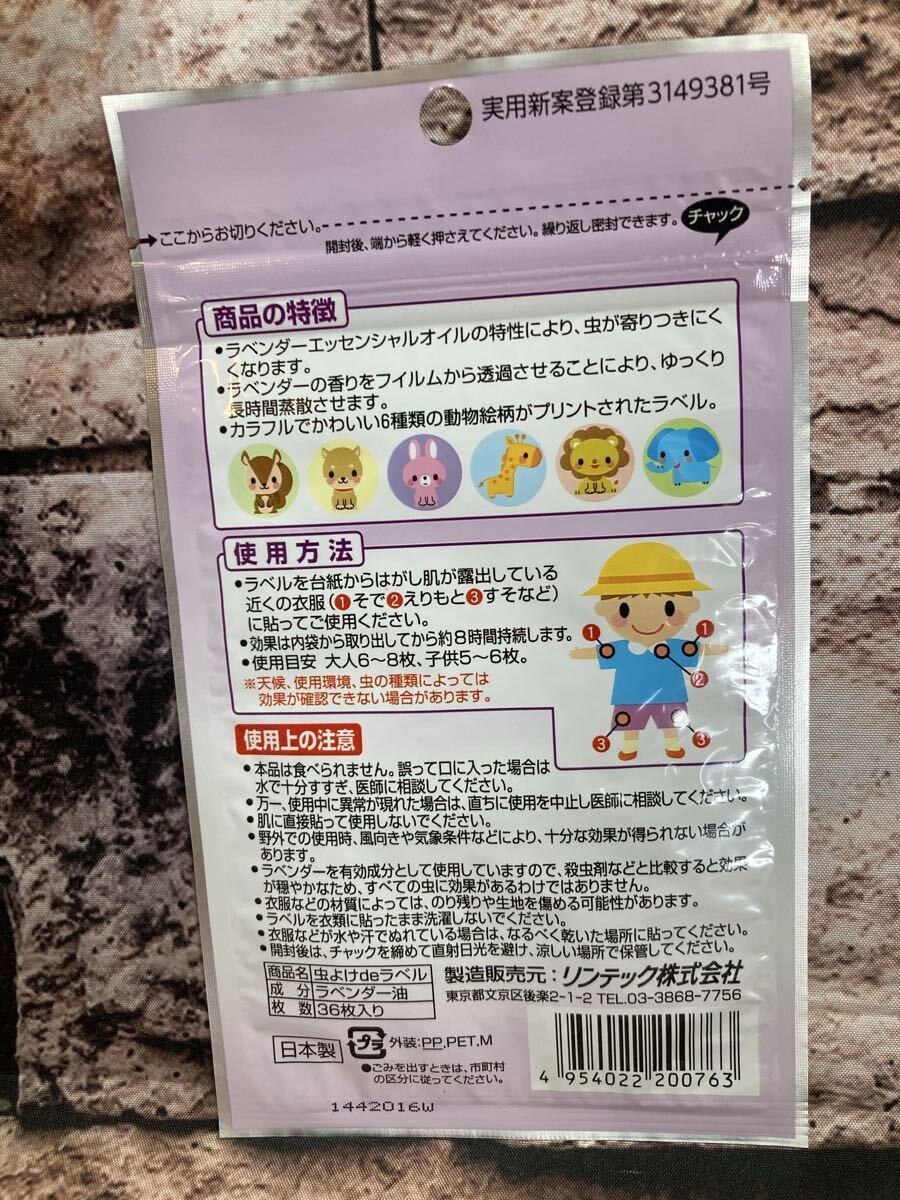 実用新案登録第3149381号
ここからお切りください。
開封後、端から軽く押さえてください。繰り返し密封できます。
チャック
商品の特徴
•ラベンダーエッセンシャルオイルの特性により、虫が寄りつきにく
くなります。
•ラベンダーの香りをフイルムから透過させることにより、ゆっくり
長時間蒸散させます。
•カラフルでかわいい6種類の動物絵柄がプリントされたラベル。
使用方法
•ラベルを台紙からはがし肌が露出している
近くの衣服(❶そで❷えりもと❸すそなど)
に貼ってご使用ください。
•効果は内袋から取り出してから約8時間持続します。
•使用目安 大人6〜8枚、子供5〜6枚。
※天候、使用環境、虫の種類によっては
効果が確認できない場合があります。
❶
❶
❷
❸
❸
使用上の注意
•本品は食べられません。誤って口に入った場合は
水で十分すすぎ、医師に相談してください。
•万一、使用中に異常が現れた場合は、直ちに使用を中止し医師に相談してください。
•肌に直接貼って使用しないでください。
•野外での使用時、風向きや気象条件などにより、十分な効果が得られない場合が
あります。
•ラベンダーを有効成分として使用していますので、殺虫剤などと比較すると効果
が穏やかなため、すべての虫に効果があるわけではありません。
•衣服などの材質によっては、のり残りや生地を傷める可能性があります。
•ラベルを衣類に貼ったまま洗濯しないでください。
•衣服などが水や汗でぬれている場合は、なるべく乾いた場所に貼ってください。
•開封後は、チャックを締めて直射日光を避け、涼しい場所で保管してください。
商品名 虫よけdeラベル
成 分 ラベンダー油
枚 数 36枚入り
製造販売元:リンテック株式会社
東京都文京区後楽2-1-2 TEL.03-3868-7756
日本製
プラ
外装:PP,PET,M
•ごみを出すときは、市町村
の区分に従ってください。
4 954022 200763
1442016W